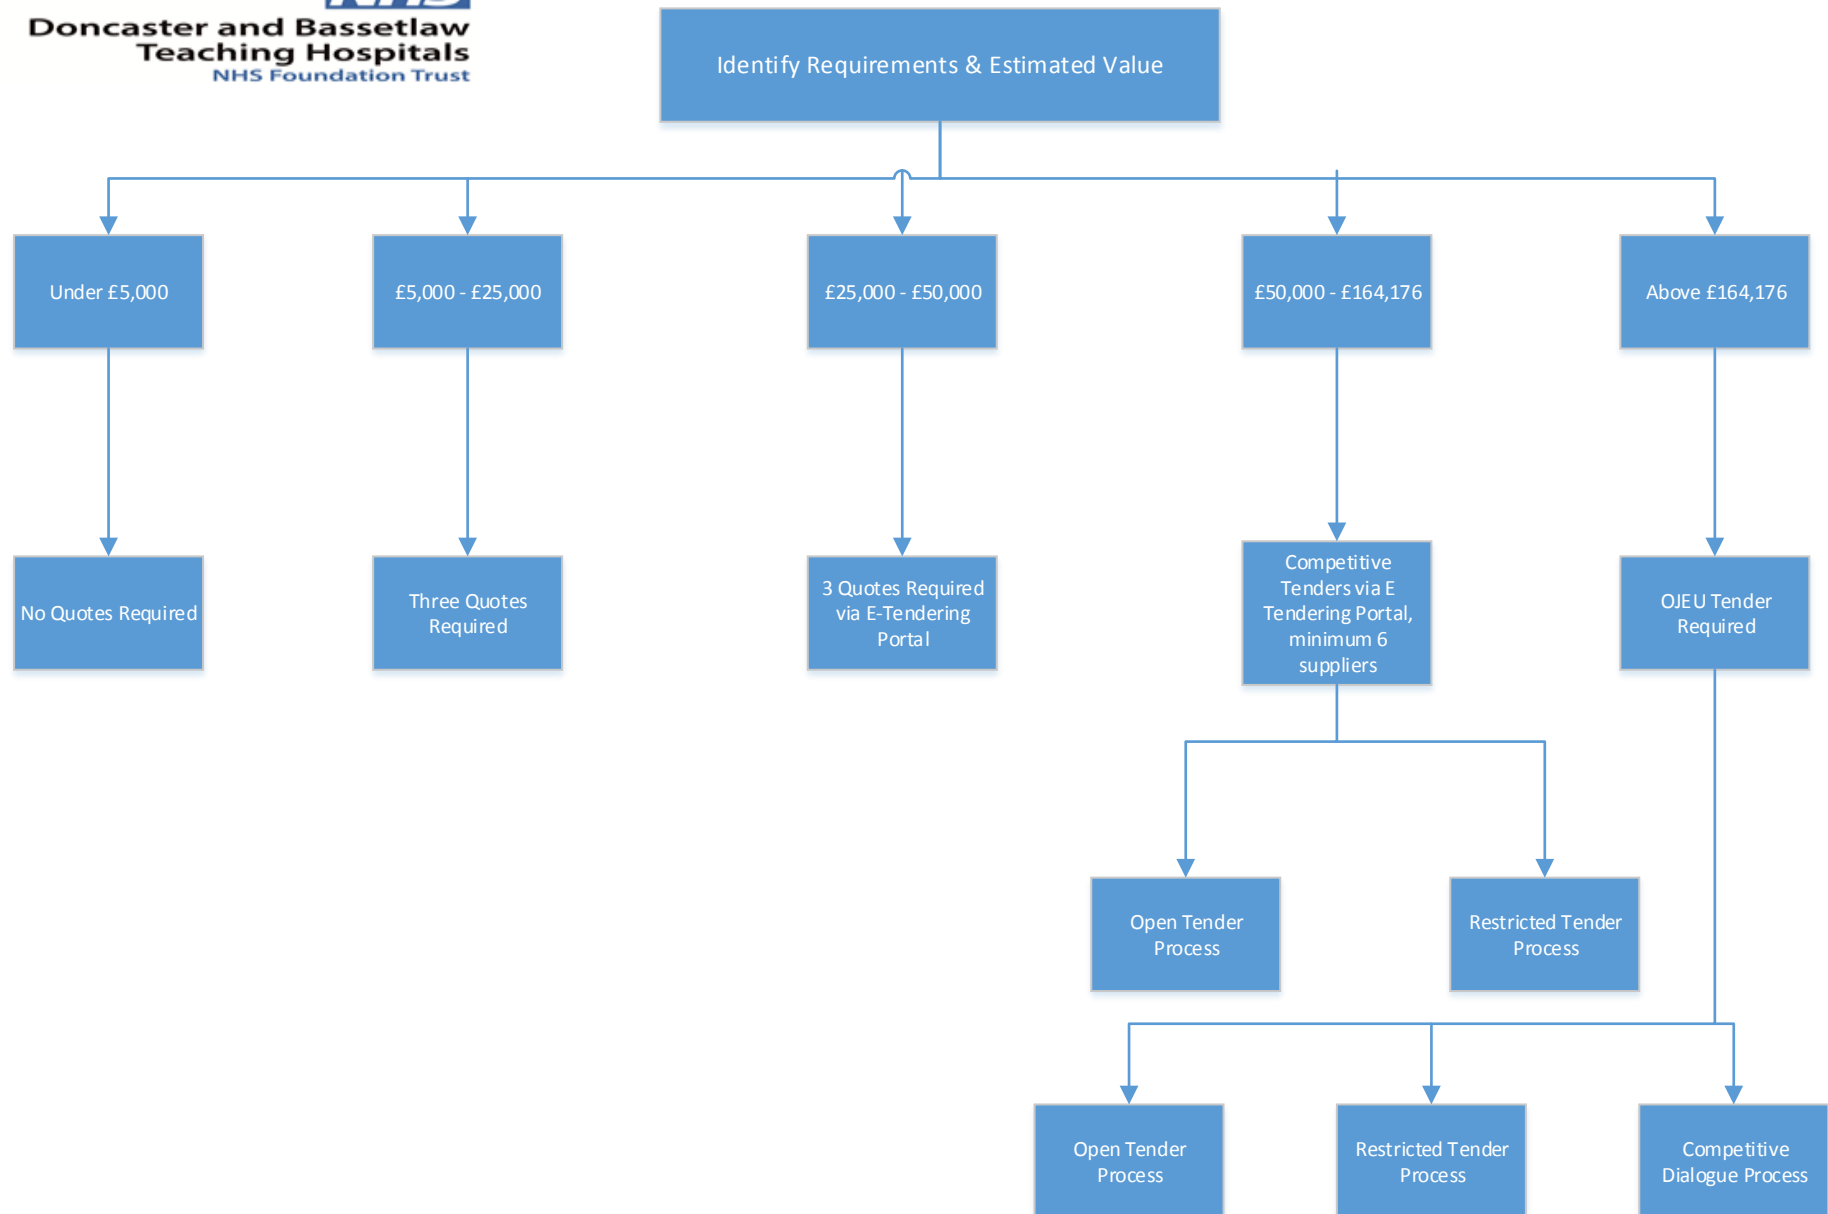 NHS
Doncaster and Bassetlaw
Teaching Hospitals
NHS Foundation Trust
Identify Requirements & Estimated Value
Under £5,000
£5,000 - £25,000
£25,000 - £50,000
£50,000 - £164,176
Above £164,176
No Quotes Required
Three Quotes
Required
3 Quotes Required
via E-Tendering
Portal
Competitive
Tenders via E
Tendering Portal,
minimum 6
suppliers
OJEU Tender
Required
Open Tender
Process
Restricted Tender
Process
Open Tender
Process
Restricted Tender
Process
Competitive
Dialogue Process